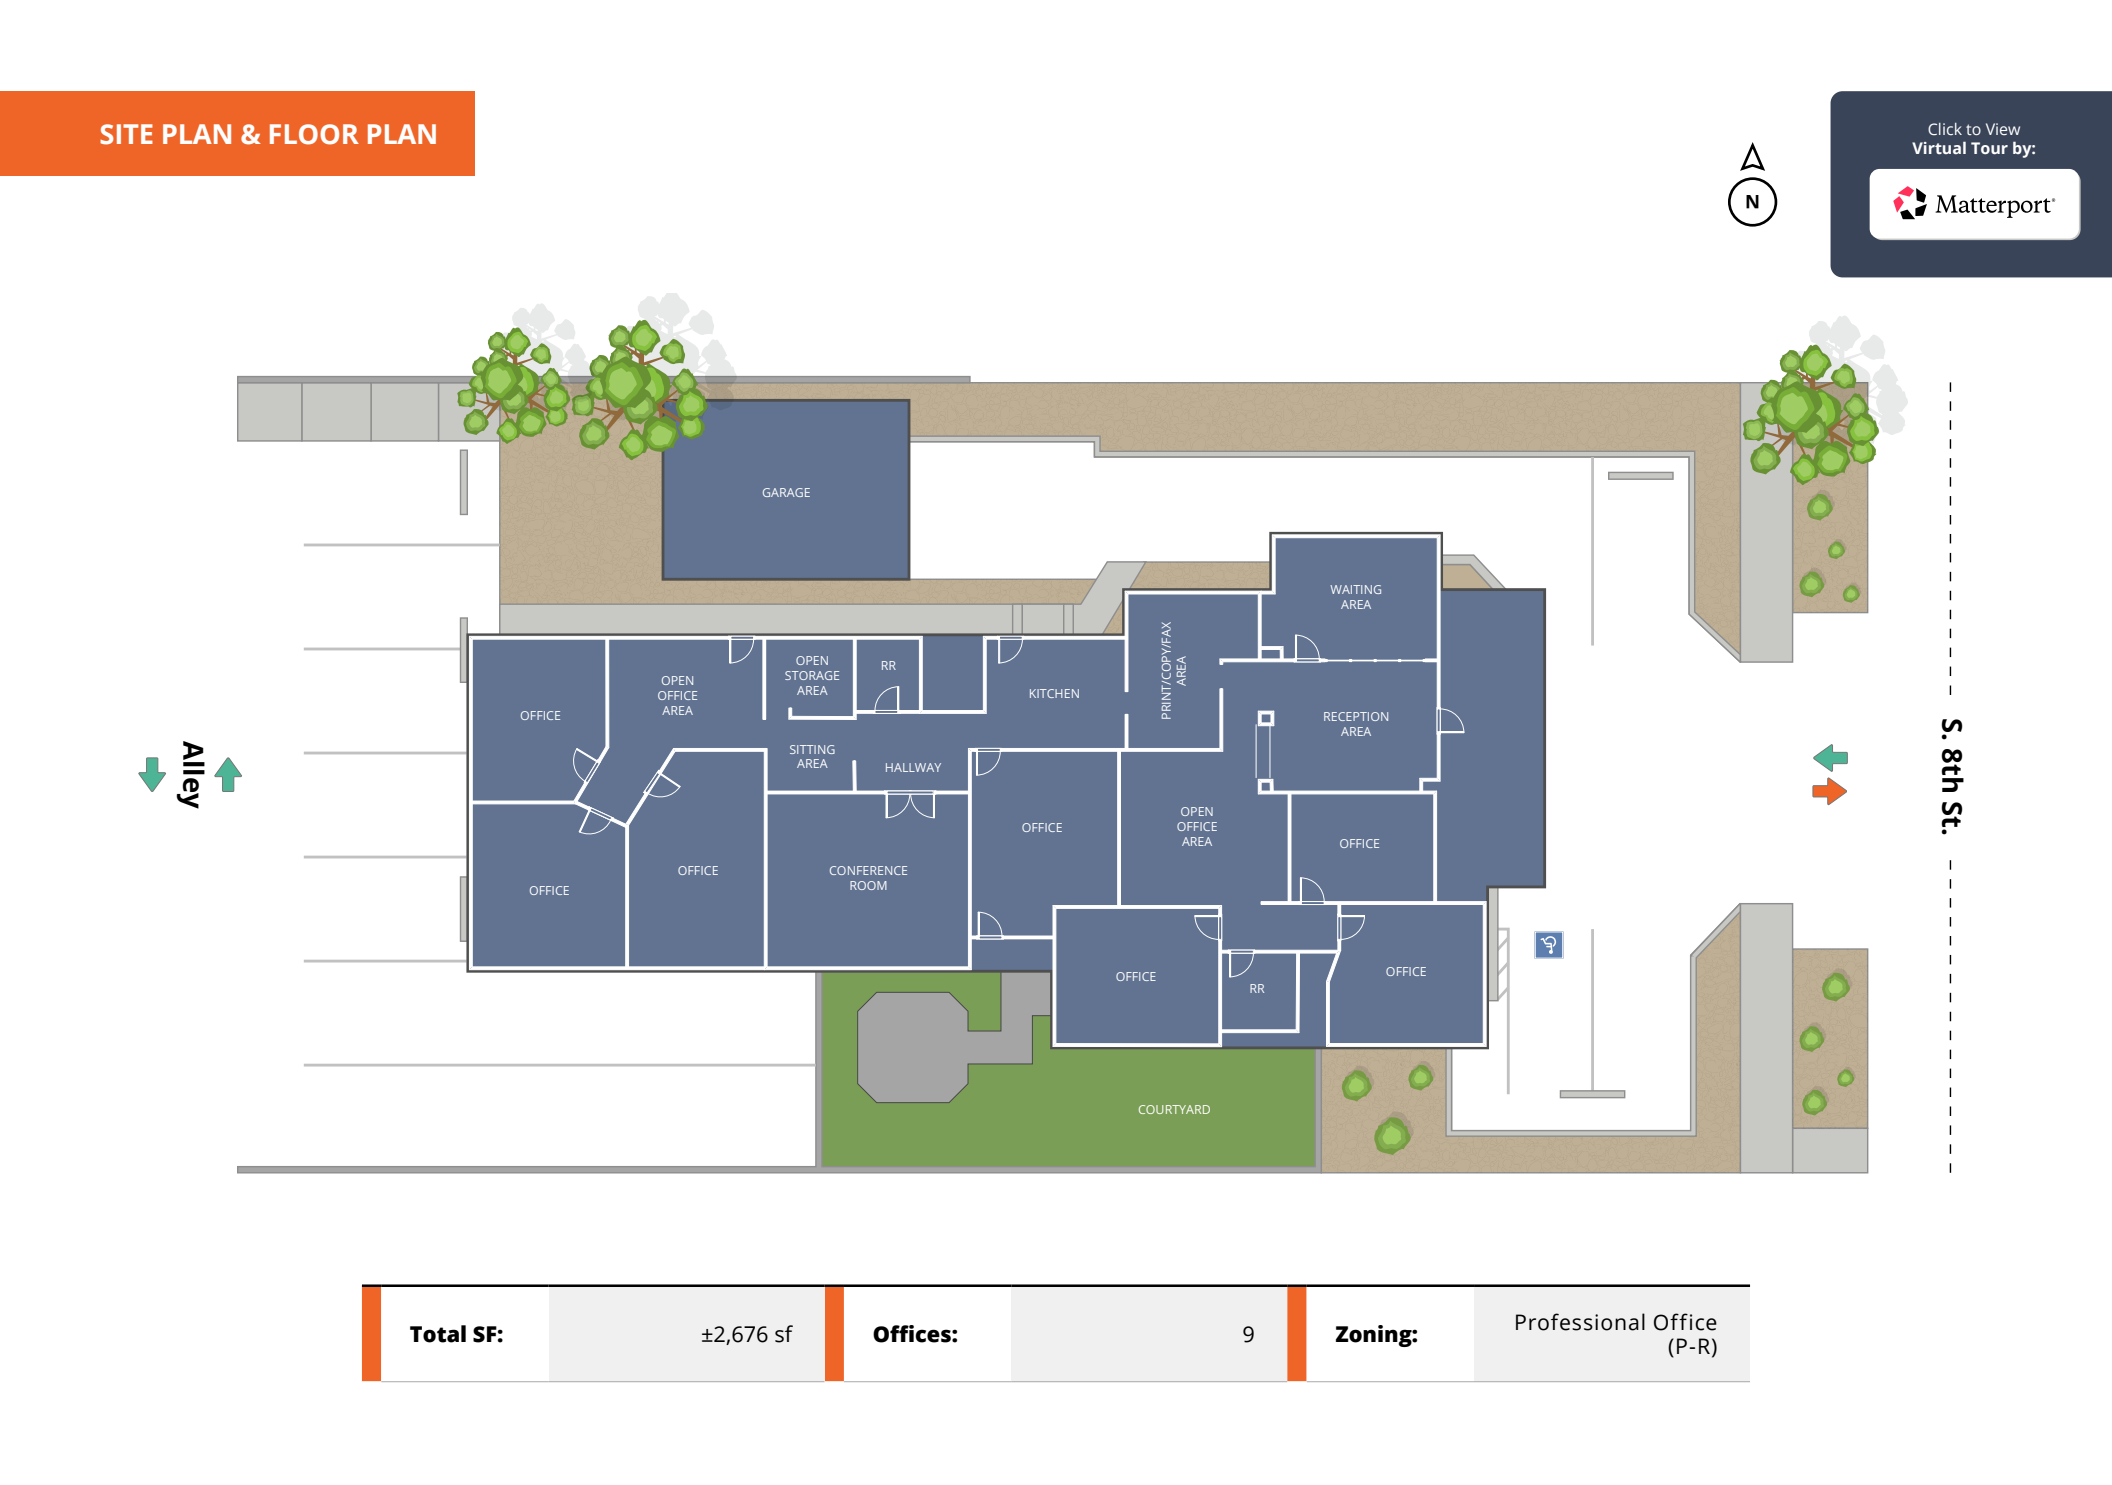 SITE PLAN & FLOOR PLAN
Click to View
Virtual Tour by:
Matterport
N
GARAGE
WAITING
AREA
PRINT/COPY/FAX
AREA
OPEN
STORAGE
AREA
RR
OPEN
OFFICE
AREA
KITCHEN
OFFICE
RECEPTION
AREA
SITTING
AREA
HALLWAY
Alley
S. 8th St.
OFFICE
OPEN
OFFICE
AREA
OFFICE
OFFICE
CONFERENCE
ROOM
OFFICE
OFFICE
RR
OFFICE
COURTYARD
Total SF:
±2,676 sf
Offices:
9
Zoning:
Professional Office
(P-R)